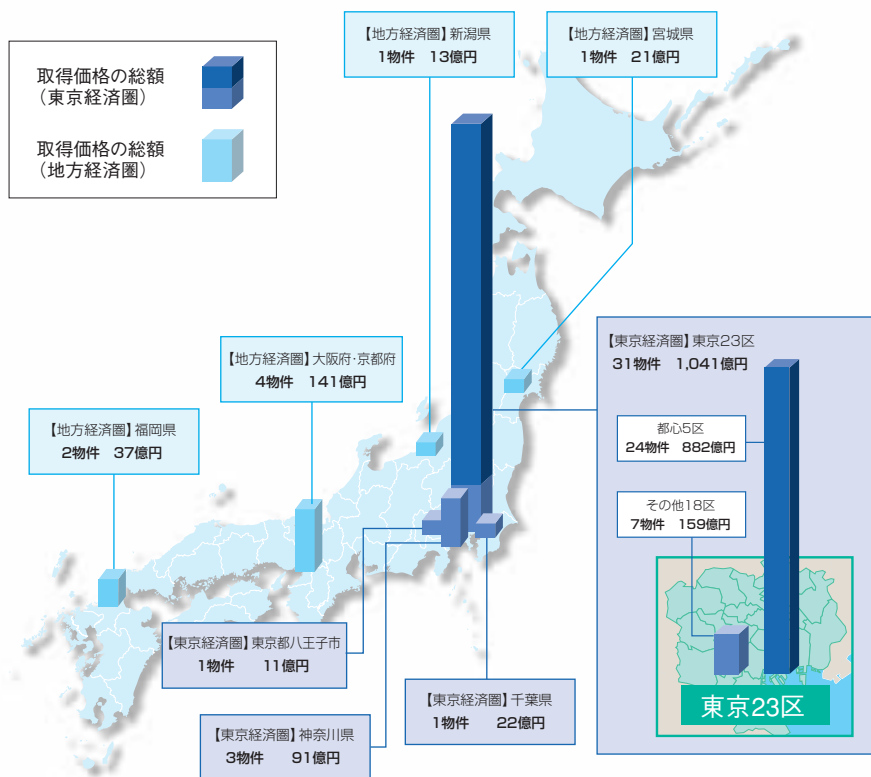 取得価格の総額
（東京経済圏）
取得価格の総額
（地方経済圏）
【地方経済圏】新潟県
1物件 13億円
【地方経済圏】宮城県
1物件 21億円
【地方経済圏】大阪府・京都府
4物件 141億円
【地方経済圏】福岡県
2物件 37億円
【東京経済圏】東京23区
31物件 1,041億円
都心5区
24物件 882億円
その他18区
7物件 159億円
東京23区
【東京経済圏】東京都八王子市
1物件 11億円
【東京経済圏】千葉県
1物件 22億円
【東京経済圏】神奈川県
3物件 91億円